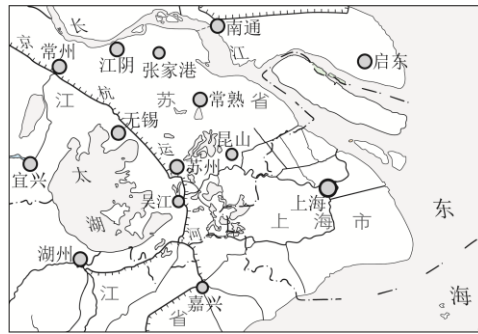 长
江
南通
京
杭
运
河
常州
江阴
张家港
启东
江
苏
省
常熟
无锡
昆山
苏州
宜兴
太
湖
吴江
上海
上
海
市
东
海
湖州
江
省
嘉兴